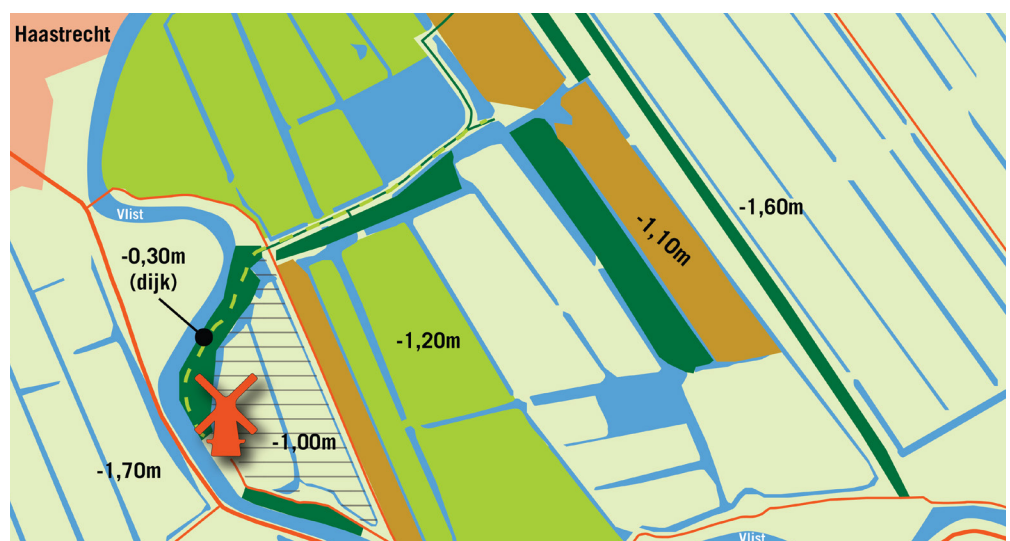 Haastrecht
Vlist
-0,30m
(dijk)
-1,60m
-1,10m
-1,20m
-1,00m
-1,70m
Vlist